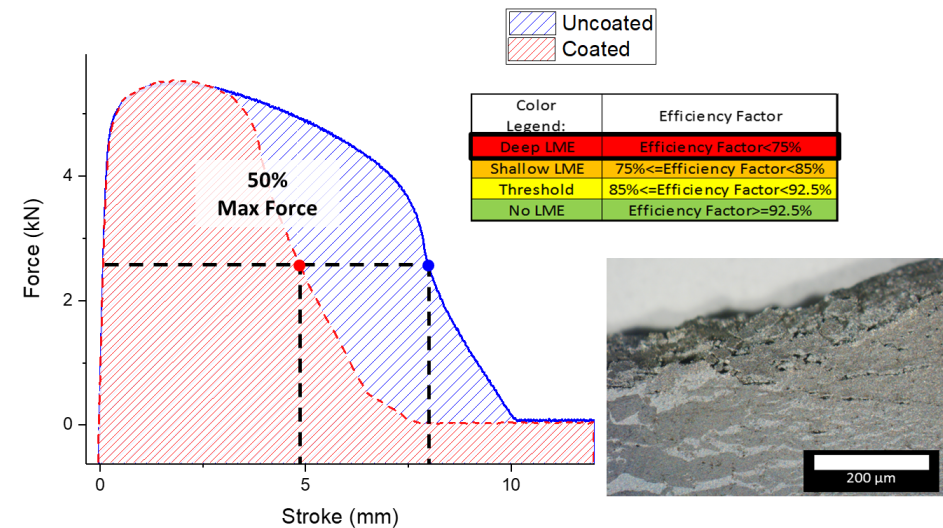 Uncoated
Coated
Color
Legend:
Efficiency Factor
Deep LME
Efficiency Factor<75%
Shallow LME
75%<=Efficiency Factor<85%
Threshold
85%<=Efficiency Factor<92.5%
No LME
Efficiency Factor>=92.5%
50%
Max Force
Force (kN)
4
2
0
0
5
10
Stroke (mm)
200 µm